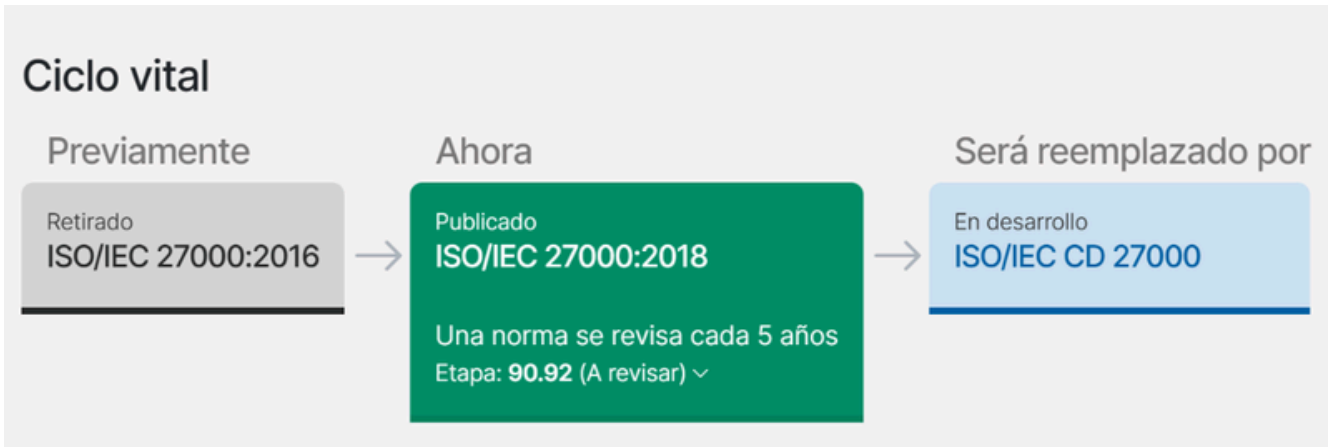 Ciclo vital
Previamente
Retirado
ISO/IEC 27000:2016
Ahora
Publicado
ISO/IEC 27000:2018
Una norma se revisa cada 5 años
Etapa: 90.92 (A revisar)
Será reemplazado por
En desarrollo
ISO/IEC CD 27000